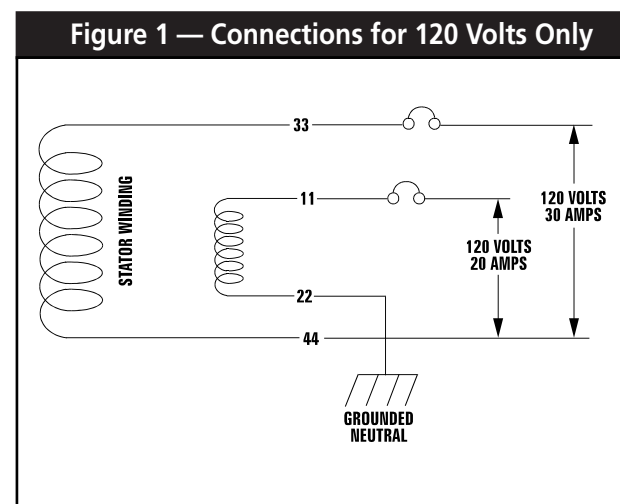 Figure 1 — Connections for 120 Volts Only
33
STATOR WINDING
11
120 VOLTS
30 AMPS
120 VOLTS
20 AMPS
22
44
GROUNDED
NEUTRAL